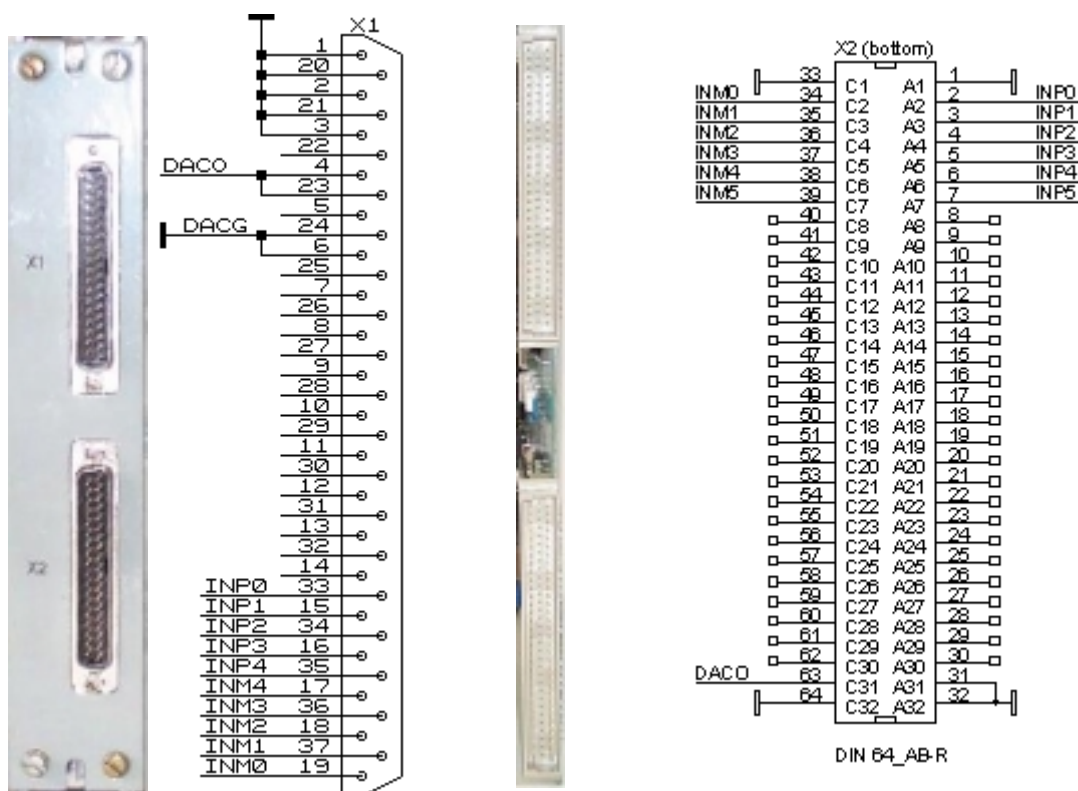 X1
X2
X1
1
20
2
21
3
22
DACO 4
23
5
DACG 24
6
25
7
26
8
27
9
28
10
29
11
30
12
31
13
32
14
INP0 33
INP1 15
INP2 34
INP3 16
INP4 35
INM4 17
INM3 36
INM2 18
INM1 37
INM0 19
X2 (bottom)
33 C1 A1 1
INM0 34 C2 A2 2 INP0
INM1 35 C3 A3 3 INP1
INM2 36 C4 A4 4 INP2
INM3 37 C5 A5 5 INP3
INM4 38 C6 A6 6 INP4
INM5 39 C7 A7 7 INP5
40 C8 A8 8
41 C9 A9 9
42 C10 A10 10
43 C11 A11 11
44 C12 A12 12
45 C13 A13 13
46 C14 A14 14
47 C15 A15 15
48 C16 A16 16
49 C17 A17 17
50 C18 A18 18
51 C19 A19 19
52 C20 A20 20
53 C21 A21 21
54 C22 A22 22
55 C23 A23 23
56 C24 A24 24
57 C25 A25 25
58 C26 A26 26
59 C27 A27 27
60 C28 A28 28
61 C29 A29 29
62 C30 A30 30
DACO 63 C31 A31 31
64 C32 A32 32
DIN 64_AB-R